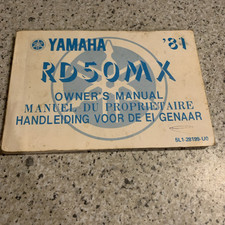 YAMAHA '81
RD50MX
OWNER'S MANUAL
MANUEL DU PROPRIETAIRE
HANDLEIDING VOOR DE EIGENAAR